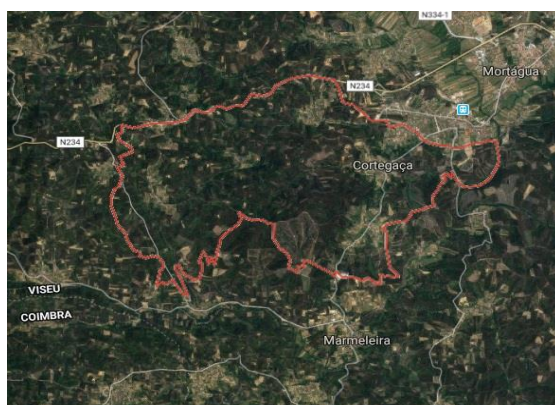 N334-1
Mortágua
N234
N234
Cortegaça
VISEU
COIMBRA
Marmeleira